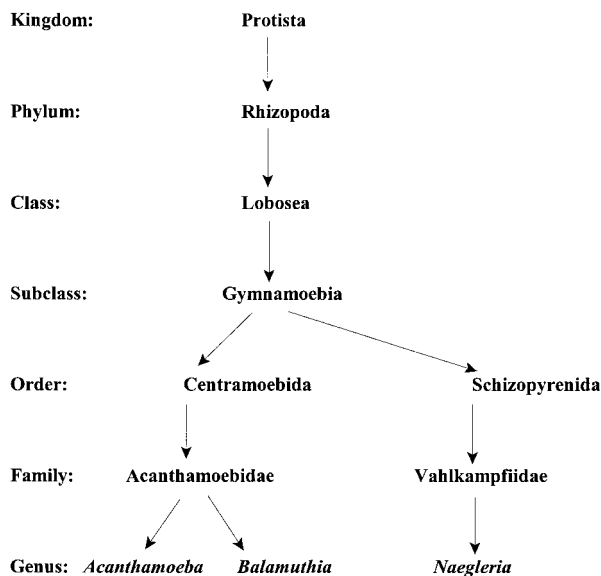 Kingdom: Protista
Phylum: Rhizopoda
Class: Lobosea
Subclass: Gymnamoebia
Order: Centramoebida Schizopyrenida
Family: Acanthamoebidae Vahlkampfiidae
Genus: Acanthamoeba Balamuthia Naegleria